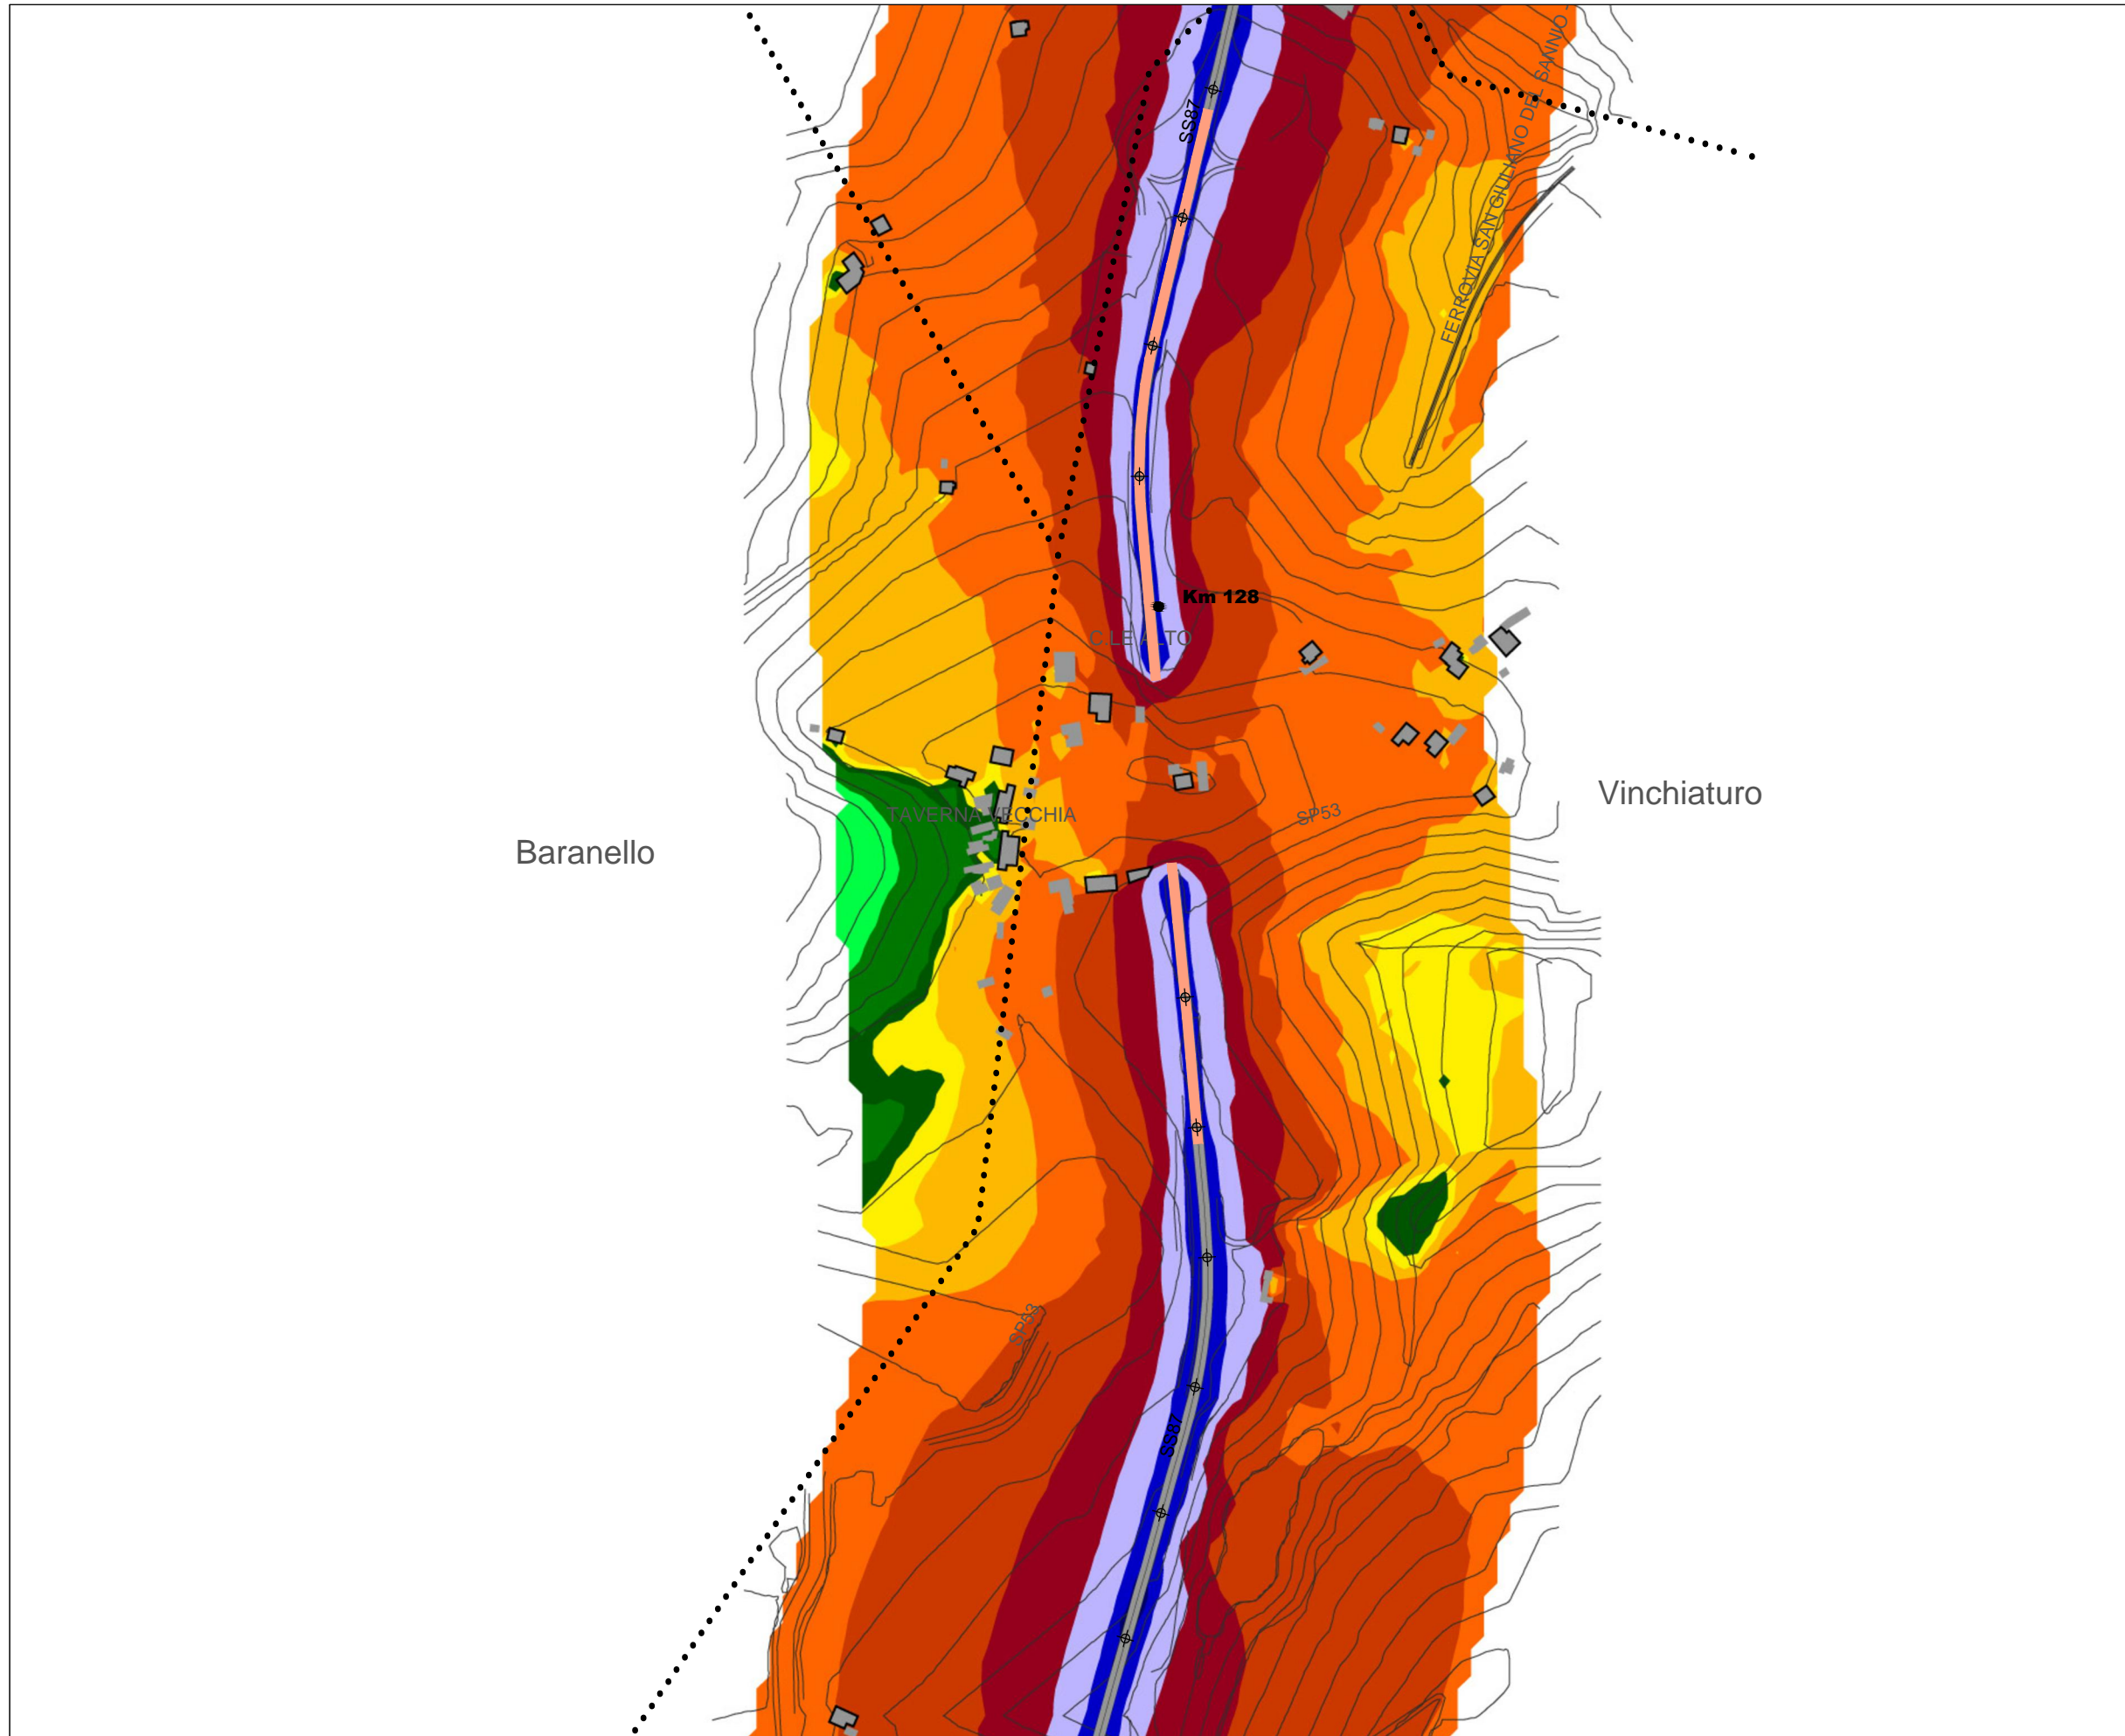 SS87
FERROVIA SAN GIULIANO DEL SANNIO -
Km 128
C.LE ALTO
Vinchiaturo
TAVERNA VECCHIA
SP53
Baranello
SP53
SS87